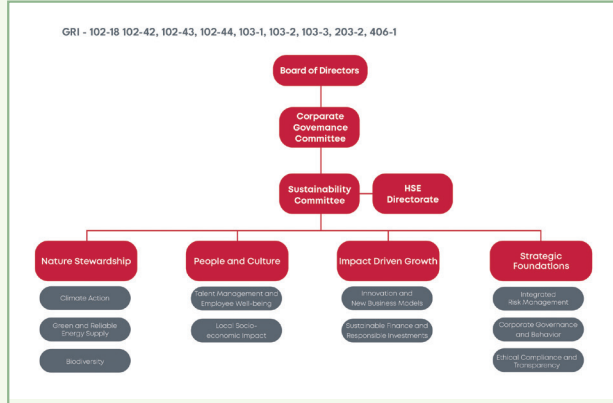 GRI - 102-18 102-42, 102-43, 102-44, 103-1, 103-2, 103-3, 203-2, 406-1
Board of Directors
Corporate
Governance
Committee
Sustainability
Committee
HSE
Directorate
Nature Stewardship
Climate Action
Green and Reliable
Energy Supply
Biodiversity
People and Culture
Talent Management and
Employee Well-being
Local Socio-
economic Impact
Impact Driven Growth
Innovation and
New Business Models
Sustainable Finance and
Responsible Investments
Strategic
Foundations
Integrated
Risk Management
Corporate Governance
and Behavior
Ethical Compliance and
Transparency